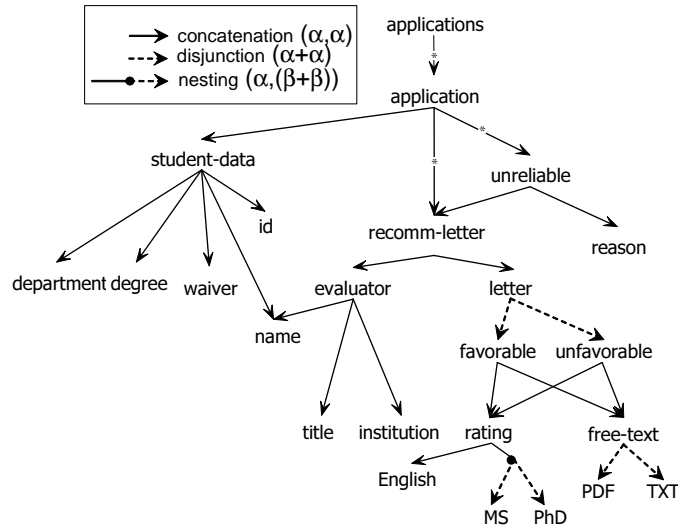 applications
concatenation (α,α)
disjunction (α+α)
nesting (α,(β+β))
*
application
*
*
student-data
unreliable
id
recomm-letter
reason
department degree
waiver
evaluator
letter
name
favorable
unfavorable
title
institution
rating
free-text
English
PDF
TXT
MS
PhD